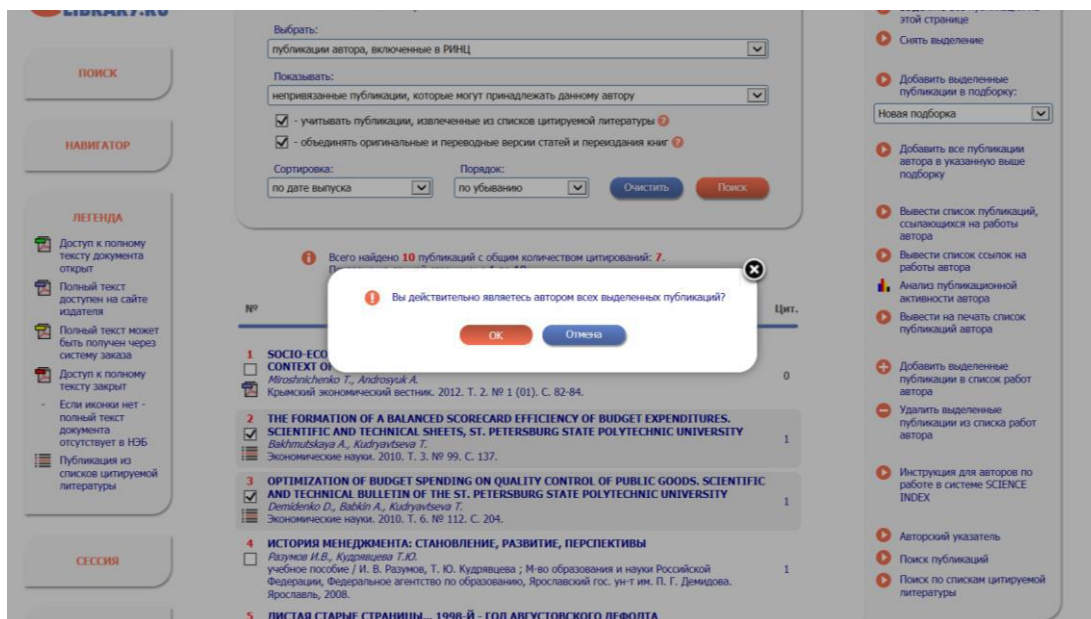 LIBRARY.RU
ПОИСК
НАВИГАТОР
ЛЕГЕНДА
Доступ к полному
тексту документа
открыт
Полный текст
доступен на сайте
издателя
Полный текст может
быть получен через
систему заказа
Доступ к полному
тексту закрыт
- Если иконки нет -
полный текст
документа
отсутствует в НЭБ
Публикация из
списков цитируемой
литературы
СЕССИЯ
Выбрать:
публикации автора, включенные в РИНЦ
Показывать:
непривязанные публикации, которые могут принадлежать данному автору
- учитывать публикации, извлеченные из списков цитируемой литературы ?
- объединять оригинальные и переводные версии статей и переиздания книг ?
Сортировка: Порядок:
по дате выпуска по убыванию Очистить Поиск
Всего найдено 10 публикаций с общим количеством цитирований: 7.
Вы действительно являетесь автором всех выделенных публикаций?
OK Отмена
№ Цит.
1 SOCIO-ECO
CONTEXT O
Miroshnichenko T., Androsyuk A.
Крымский экономический вестник. 2012. Т. 2. № 1 (01). С. 82-84.
0
2 THE FORMATION OF A BALANCED SCORECARD EFFICIENCY OF BUDGET EXPENDITURES.
SCIENTIFIC AND TECHNICAL SHEETS, ST. PETERSBURG STATE POLYTECHNIC UNIVERSITY
Bakhmutskaya A., Kudryavtseva T.
Экономические науки. 2010. Т. 3. № 99. С. 137.
1
3 OPTIMIZATION OF BUDGET SPENDING ON QUALITY CONTROL OF PUBLIC GOODS. SCIENTIFIC
AND TECHNICAL BULLETIN OF THE ST. PETERSBURG STATE POLYTECHNIC UNIVERSITY
Demidenko D., Babkin A., Kudryavtseva T.
Экономические науки. 2010. Т. 6. № 112. С. 204.
1
4 ИСТОРИЯ МЕНЕДЖМЕНТА: СТАНОВЛЕНИЕ, РАЗВИТИЕ, ПЕРСПЕКТИВЫ
Разумов И.В., Кудрявцева Т.Ю.
учебное пособие / И. В. Разумов, Т. Ю. Кудрявцева ; М-во образования и науки Российской
Федерации, Федеральное агентство по образованию, Ярославский гос. ун-т им. П. Г. Демидова.
Ярославль, 2008.
1
5 ЛИСТАЯ СТАРЫЕ СТРАНИЦЫ... 1998-Й - ГОД АВГУСТОВСКОГО ДЕФОЛТА
этой странице
Снять выделение
Добавить выделенные
публикации в подборку:
Новая подборка
Добавить все публикации
автора в указанную выше
подборку
Вывести список публикаций,
ссылающихся на работы
автора
Вывести список ссылок на
работы автора
Анализ публикационной
активности автора
Вывести на печать список
публикаций автора
Добавить выделенные
публикации в список работ
автора
Удалить выделенные
публикации из списка работ
автора
Инструкция для авторов по
работе в системе SCIENCE
INDEX
Авторский указатель
Поиск публикаций
Поиск по спискам цитируемой
литературы